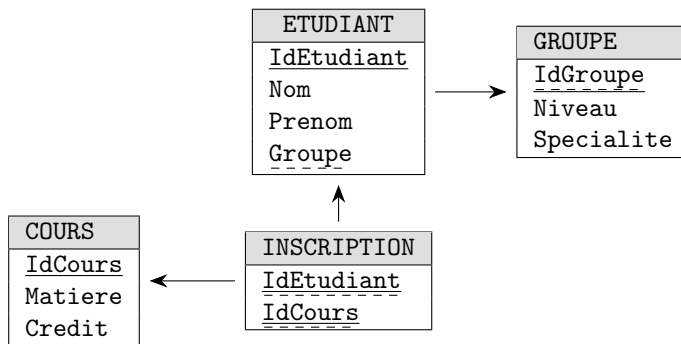 ETUDIANT
IdEtudiant
Nom
Prenom
Groupe
GROUPE
IdGroupe
Niveau
Specialite
COURS
IdCours
Matiere
Credit
INSCRIPTION
IdEtudiant
IdCours